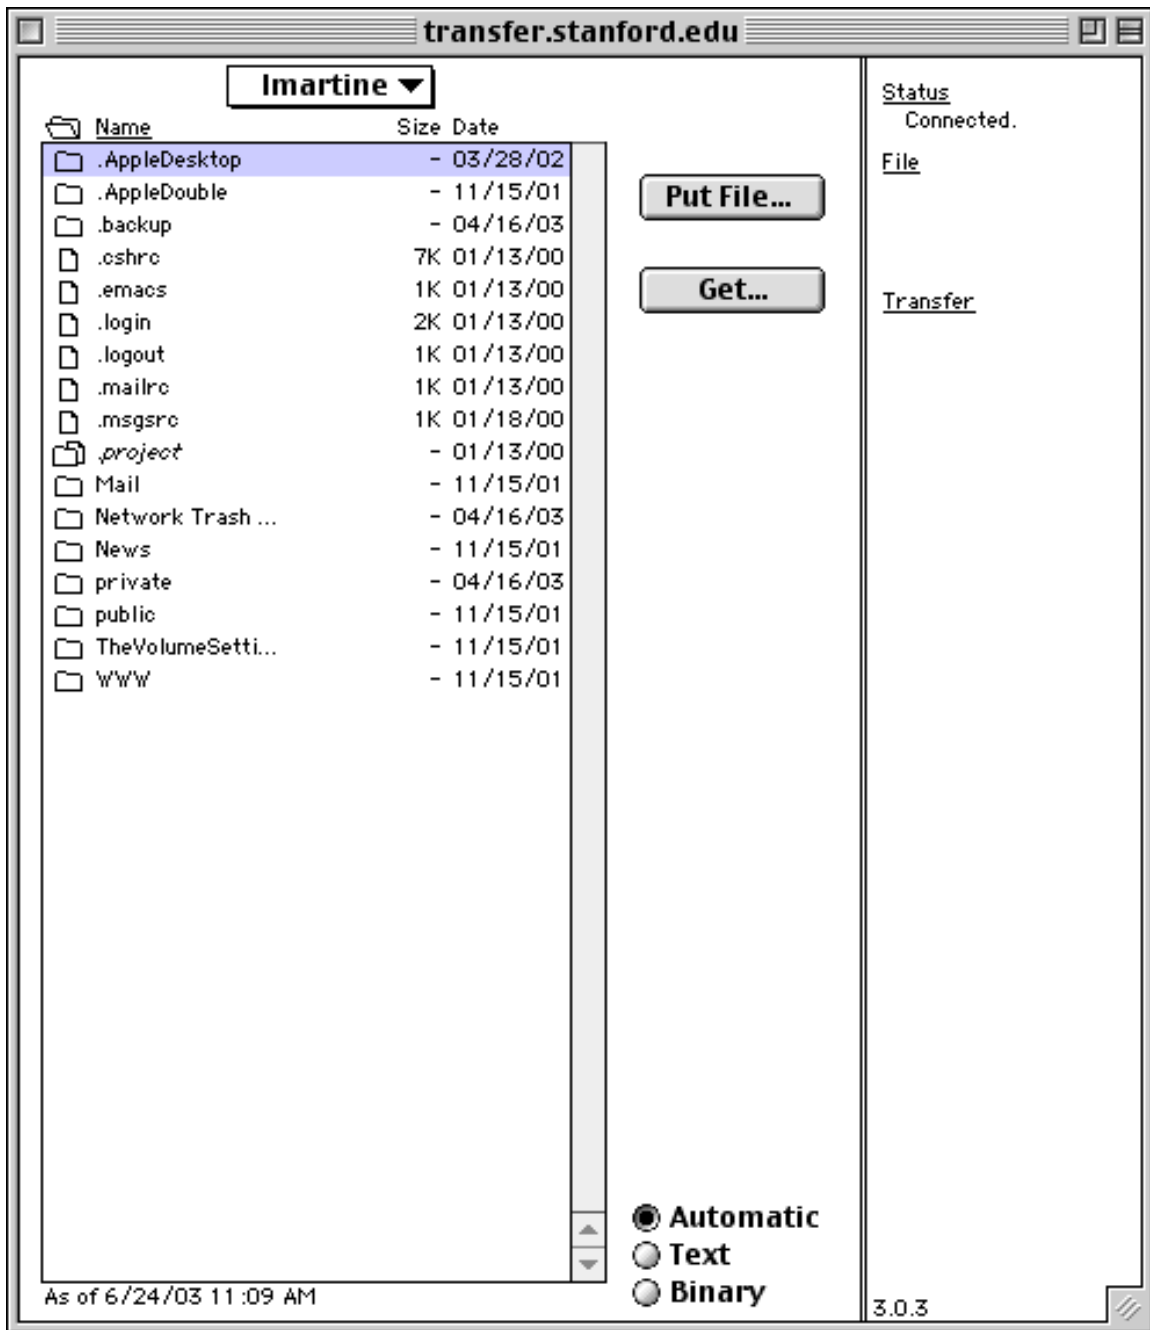 transfer.stanford.edu
lmartine
Name Size Date
.AppleDesktop - 03/28/02
.AppleDouble - 11/15/01
.backup - 04/16/03
.cshrc 7K 01/13/00
.emacs 1K 01/13/00
.login 2K 01/13/00
.logout 1K 01/13/00
.mailrc 1K 01/13/00
.msgsrc 1K 01/18/00
.project - 01/13/00
Mail - 11/15/01
Network Trash ... - 04/16/03
News - 11/15/01
private - 04/16/03
public - 11/15/01
TheVolumeSetti... - 11/15/01
WWW - 11/15/01
As of 6/24/03 11:09 AM
Put File...
Get...
Automatic
Text
Binary
Status
Connected.
File
Transfer
3.0.3